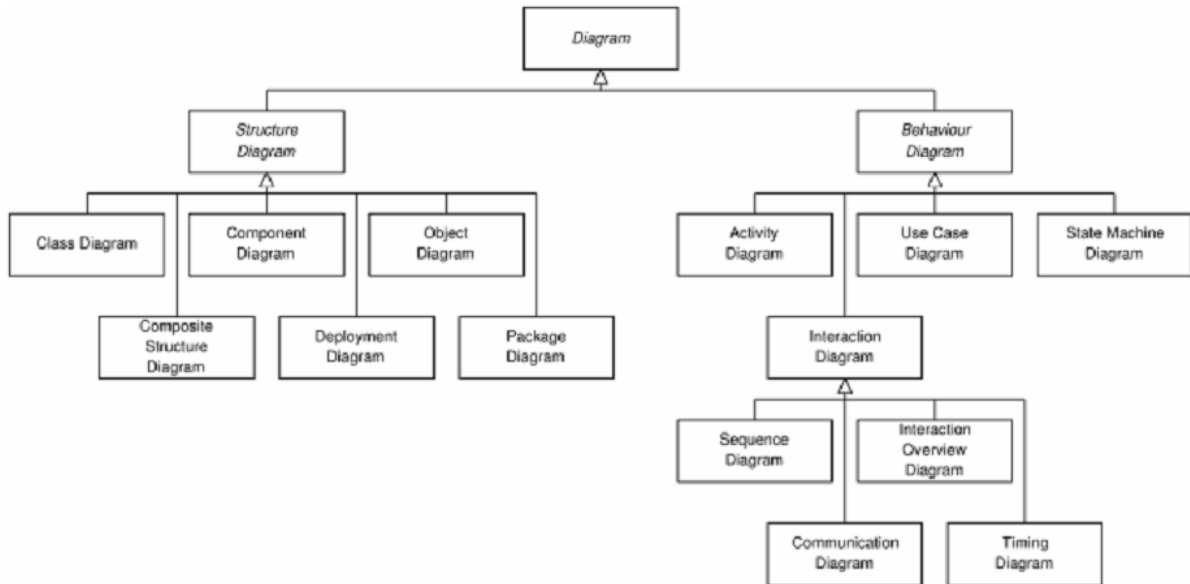 Diagram
Structure
Diagram
Behaviour
Diagram
Class Diagram
Component
Diagram
Object
Diagram
Activity
Diagram
Use Case
Diagram
State Machine
Diagram
Composite
Structure
Diagram
Deployment
Diagram
Package
Diagram
Interaction
Diagram
Sequence
Diagram
Interaction
Overview
Diagram
Communication
Diagram
Timing
Diagram